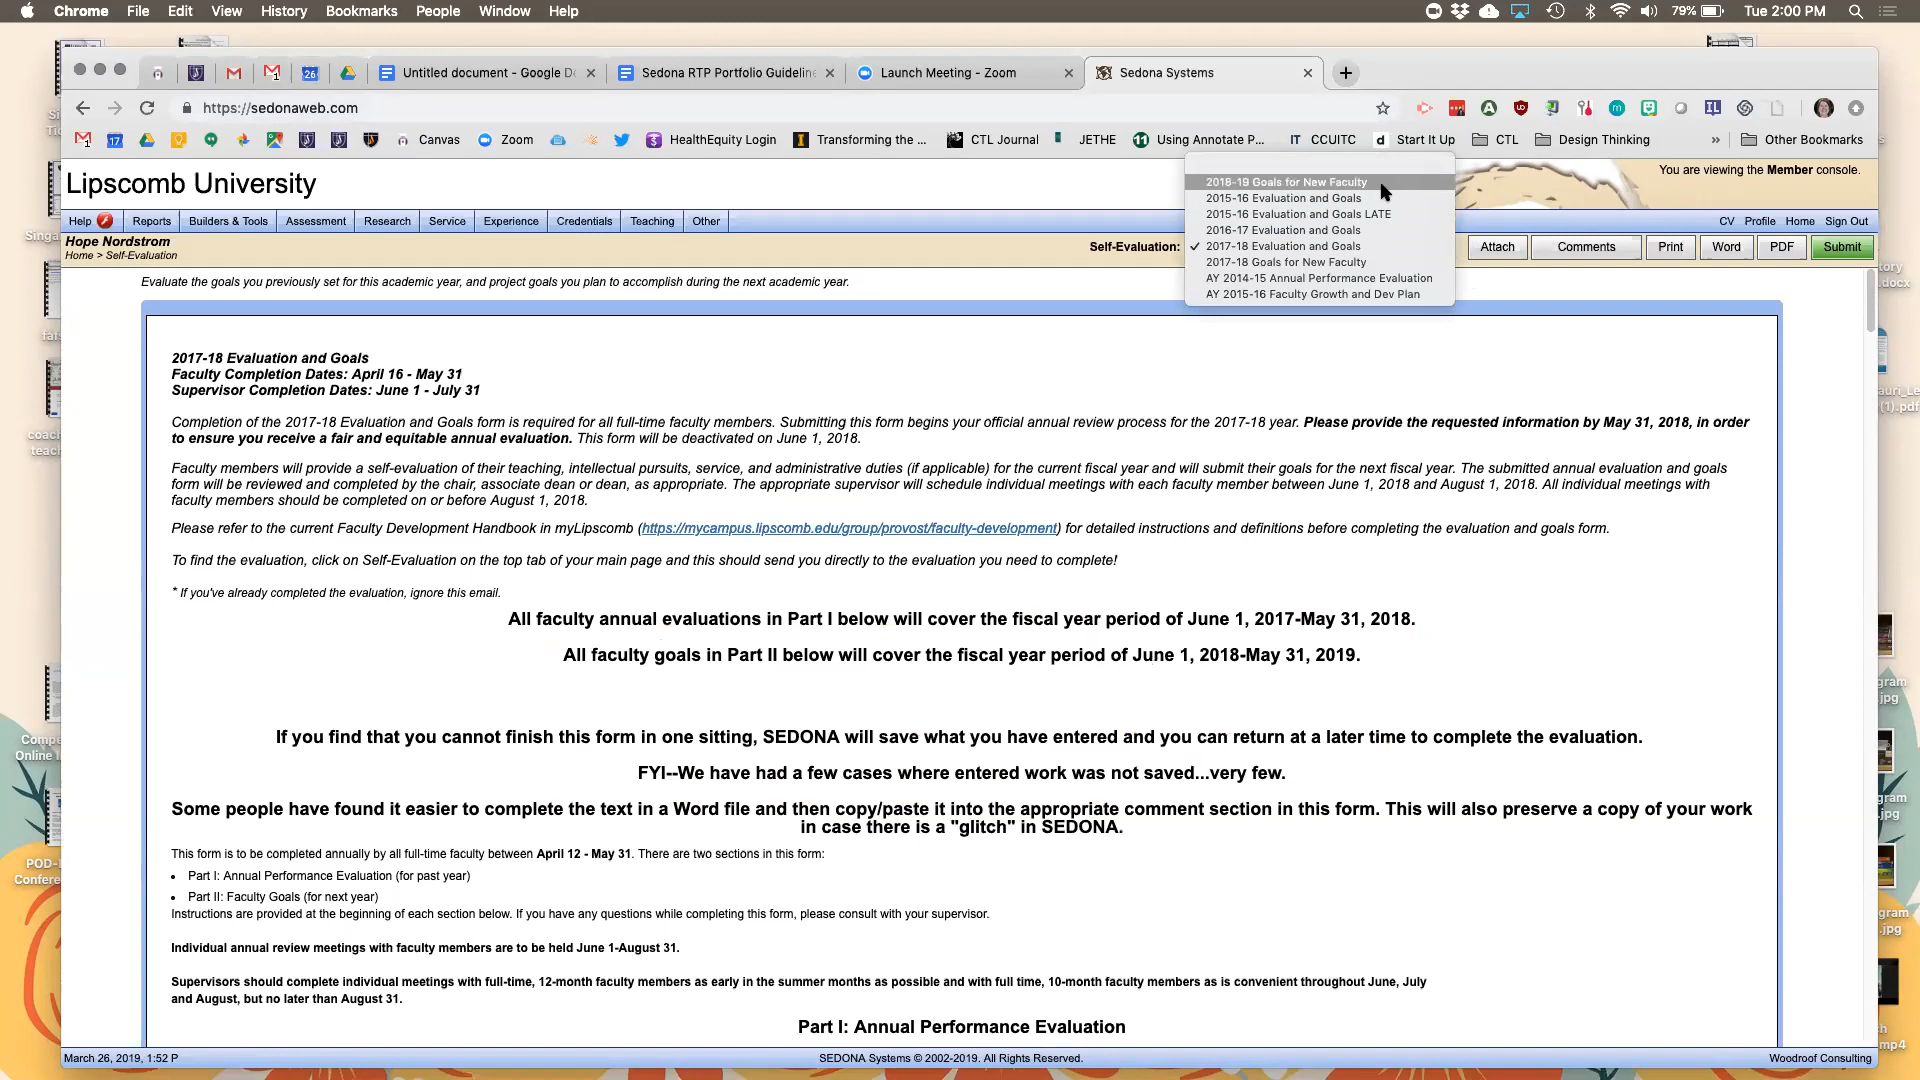 Chrome File Edit View History Bookmarks People Window Help 79% Tue 2:00 PM
Untitled document - Google Do Sedona RTP Portfolio Guideline Launch Meeting - Zoom Sedona Systems
https://sedonaweb.com
Canvas Zoom HealthEquity Login Transforming the ... CTL Journal JETHE Using Annotate P... IT CCUITC Start It Up CTL Design Thinking » Other Bookmarks
Lipscomb University
You are viewing the Member console.
2018-19 Goals for New Faculty
2015-16 Evaluation and Goals
2015-16 Evaluation and Goals LATE
2016-17 Evaluation and Goals
✓ 2017-18 Evaluation and Goals
2017-18 Goals for New Faculty
AY 2014-15 Annual Performance Evaluation
AY 2015-16 Faculty Growth and Dev Plan
Help Reports Builders & Tools Assessment Research Service Experience Credentials Teaching Other CV Profile Home Sign Out
Hope Nordstrom
Home > Self-Evaluation
Self-Evaluation:
Attach Comments Print Word PDF Submit
Evaluate the goals you previously set for this academic year, and project goals you plan to accomplish during the next academic year.
2017-18 Evaluation and Goals
Faculty Completion Dates: April 16 - May 31
Supervisor Completion Dates: June 1 - July 31
Completion of the 2017-18 Evaluation and Goals form is required for all full-time faculty members. Submitting this form begins your official annual review process for the 2017-18 year. Please provide the requested information by May 31, 2018, in order
to ensure you receive a fair and equitable annual evaluation. This form will be deactivated on June 1, 2018.
Faculty members will provide a self-evaluation of their teaching, intellectual pursuits, service, and administrative duties (if applicable) for the current fiscal year and will submit their goals for the next fiscal year. The submitted annual evaluation and goals
form will be reviewed and completed by the chair, associate dean or dean, as appropriate. The appropriate supervisor will schedule individual meetings with each faculty member between June 1, 2018 and August 1, 2018. All individual meetings with
faculty members should be completed on or before August 1, 2018.
Please refer to the current Faculty Development Handbook in myLipscomb (https://mycampus.lipscomb.edu/group/provost/faculty-development) for detailed instructions and definitions before completing the evaluation and goals form.
To find the evaluation, click on Self-Evaluation on the top tab of your main page and this should send you directly to the evaluation you need to complete!
* If you've already completed the evaluation, ignore this email.
All faculty annual evaluations in Part I below will cover the fiscal year period of June 1, 2017-May 31, 2018.
All faculty goals in Part II below will cover the fiscal year period of June 1, 2018-May 31, 2019.
If you find that you cannot finish this form in one sitting, SEDONA will save what you have entered and you can return at a later time to complete the evaluation.
FYI--We have had a few cases where entered work was not saved...very few.
Some people have found it easier to complete the text in a Word file and then copy/paste it into the appropriate comment section in this form. This will also preserve a copy of your work
in case there is a "glitch" in SEDONA.
This form is to be completed annually by all full-time faculty between April 12 - May 31. There are two sections in this form:
• Part I: Annual Performance Evaluation (for past year)
• Part II: Faculty Goals (for next year)
Instructions are provided at the beginning of each section below. If you have any questions while completing this form, please consult with your supervisor.
Individual annual review meetings with faculty members are to be held June 1-August 31.
Supervisors should complete individual meetings with full-time, 12-month faculty members as early in the summer months as possible and with full time, 10-month faculty members as is convenient throughout June, July
and August, but no later than August 31.
Part I: Annual Performance Evaluation
March 26, 2019, 1:52 P SEDONA Systems © 2002-2019. All Rights Reserved. Woodroof Consulting